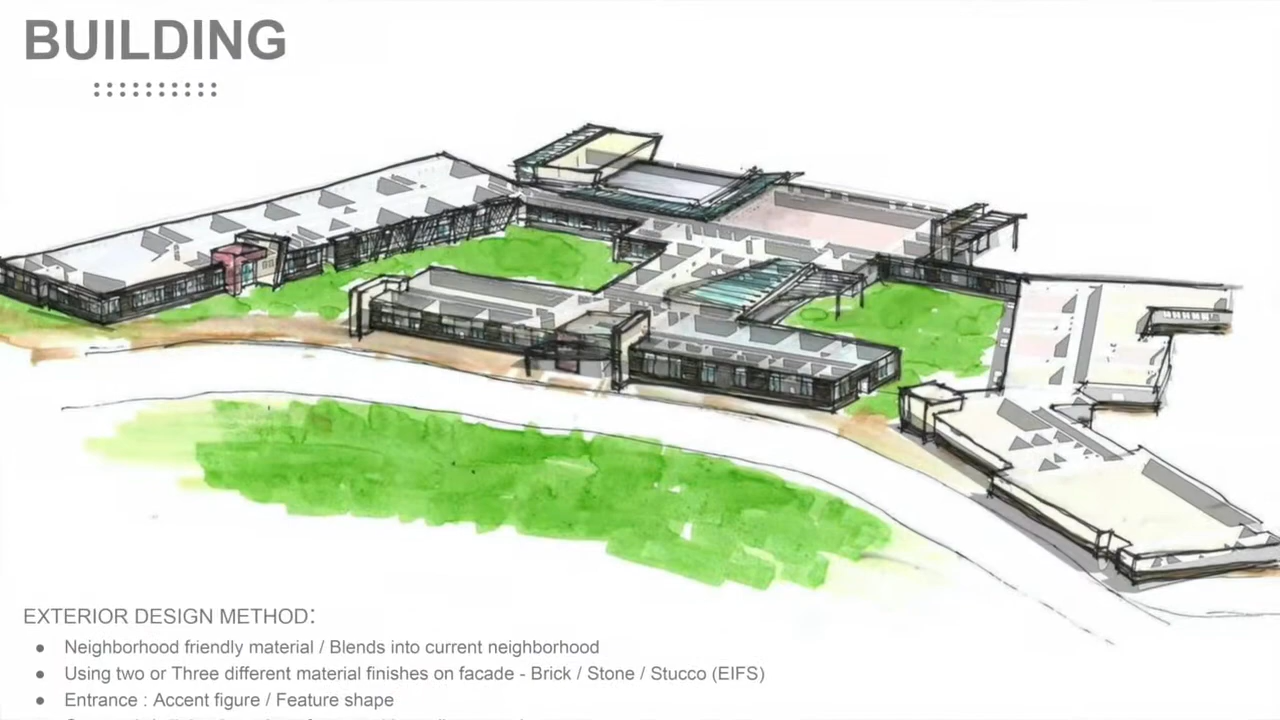 BUILDING
EXTERIOR DESIGN METHOD:
● Neighborhood friendly material / Blends into current neighborhood
● Using two or Three different material finishes on facade - Brick / Stone / Stucco (EIFS)
● Entrance : Accent figure / Feature shape